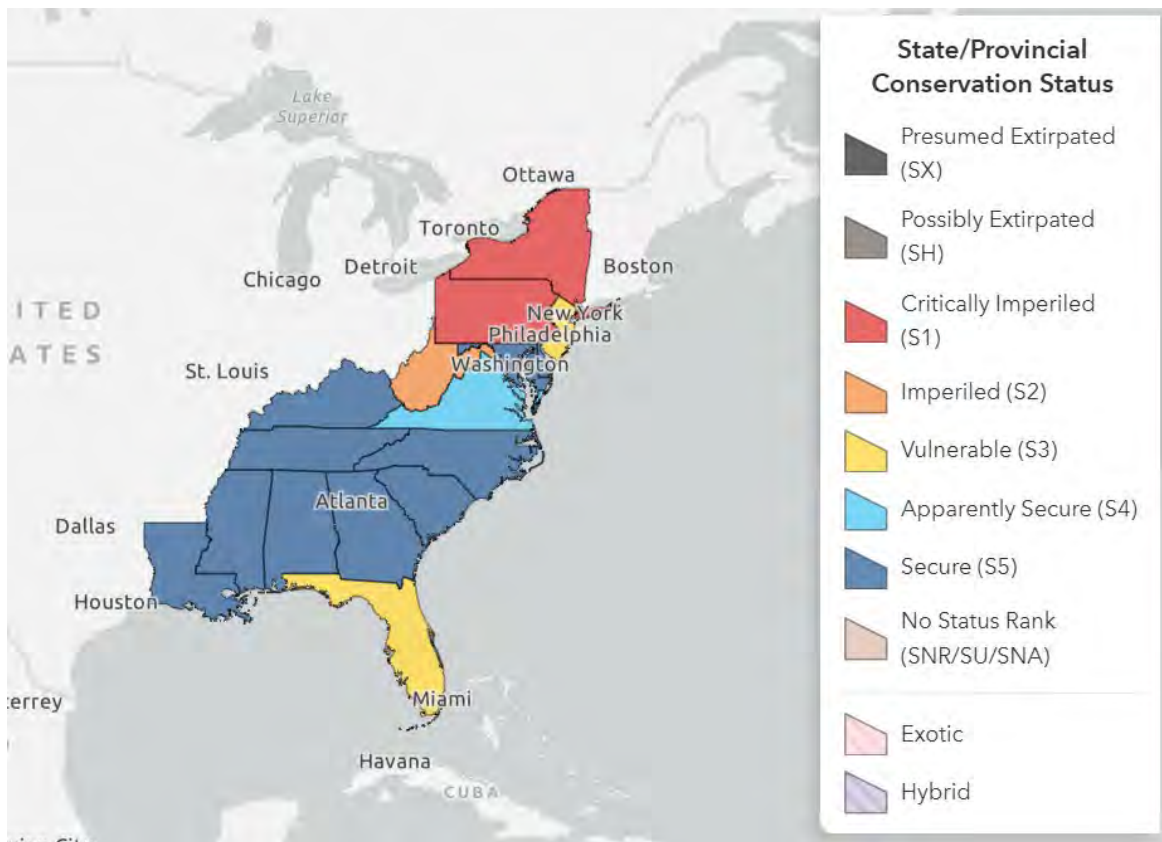 Lake
Superior
Ottawa
Toronto
Boston
Detroit
Chicago
ITED
ATES
New York
Philadelphia
Washington
St. Louis
Atlanta
Dallas
Houston
terrey
Miami
Havana
CUBA
State/Provincial
Conservation Status
Presumed Extirpated
(SX)
Possibly Extirpated
(SH)
Critically Imperiled
(S1)
Imperiled (S2)
Vulnerable (S3)
Apparently Secure (S4)
Secure (S5)
No Status Rank
(SNR/SU/SNA)
Exotic
Hybrid